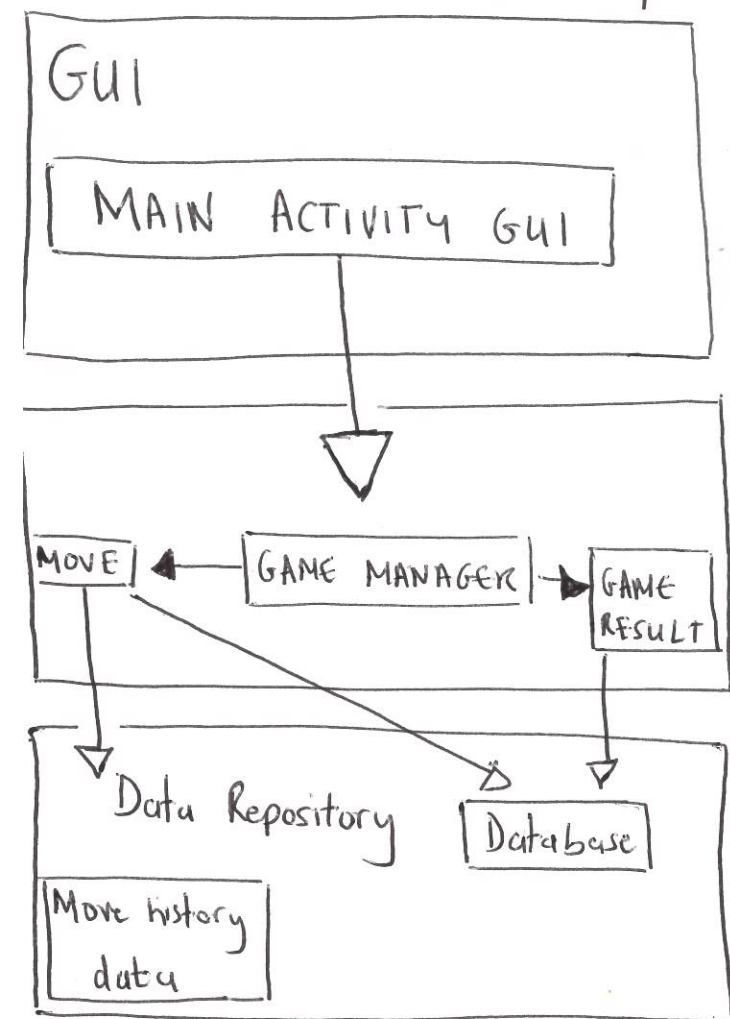 GUI
MAIN ACTIVITY GUI
MOVE
GAME MANAGER
GAME
RESULT
Data Repository
Database
Move history
data